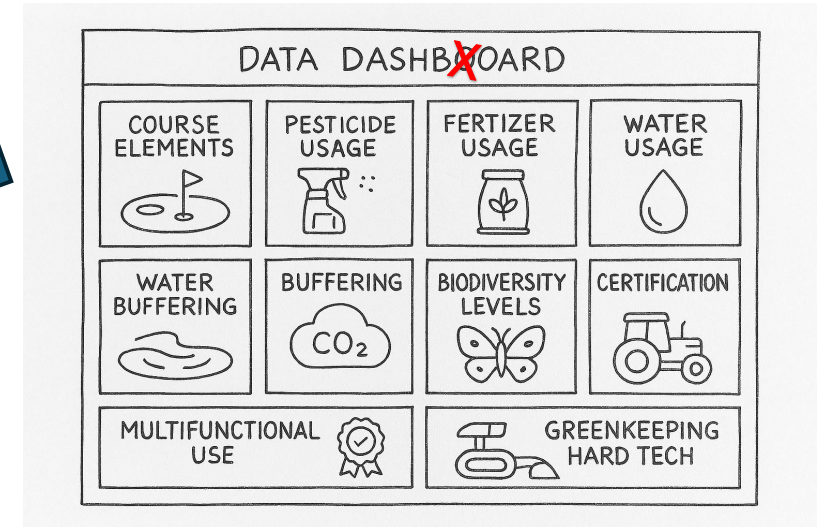 DATA DASHBOOARD
COURSE
ELEMENTS
PESTICIDE
USAGE
FERTIZER
USAGE
WATER
USAGE
WATER
BUFFERING
BUFFERING
CO₂
BIODIVERSITY
LEVELS
CERTIFICATION
MULTIFUNCTIONAL
USE
GREENKEEPING
HARD TECH